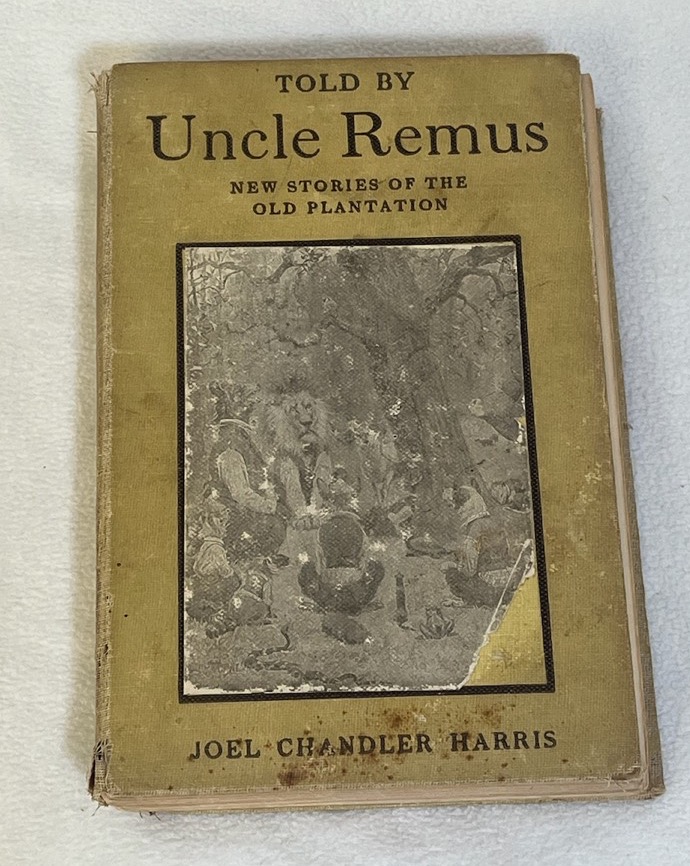 TOLD BY
Uncle Remus
NEW STORIES OF THE
OLD PLANTATION
JOEL CHANDLER HARRIS